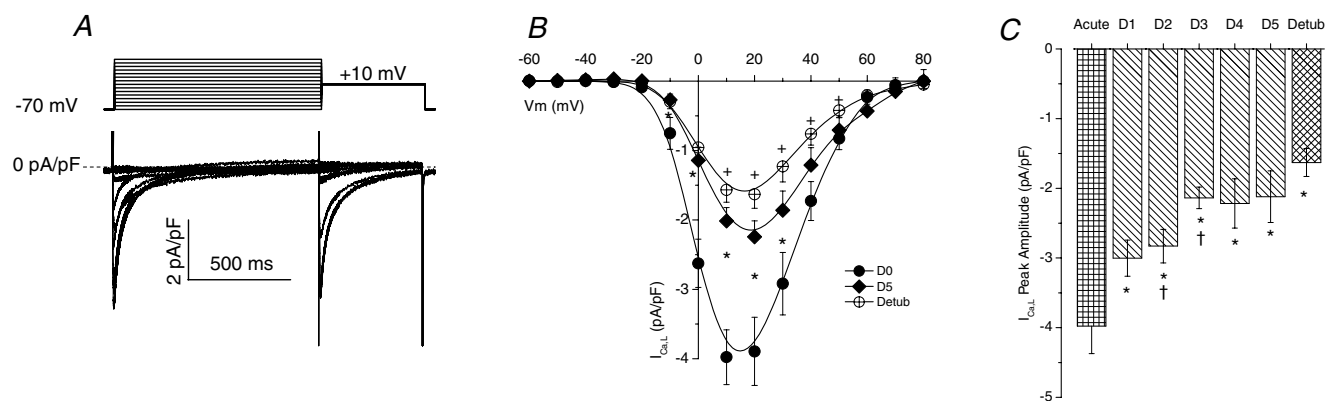 A
+10 mV
-70 mV
0 pA/pF
2 pA/pF
500 ms
B
-60 -40 -20 0 20 40 60 80
Vm (mV)
-1
-2
-3
-4
I_Ca,L (pA/pF)
* * * *
+ + + + +
D0
D5
Detub
C
Acute D1 D2 D3 D4 D5 Detub
0
-1
-2
-3
-4
-5
I_Ca,L Peak Amplitude (pA/pF)
* * * * * *
† †